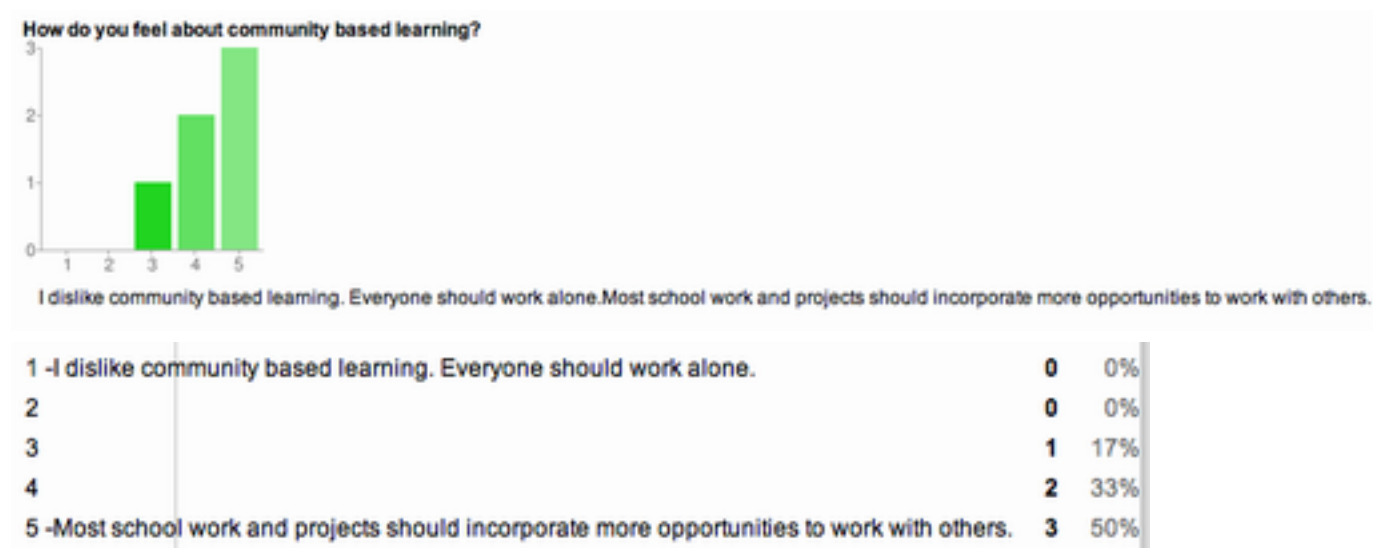 How do you feel about community based learning?
3
2
1
0
1 2 3 4 5
I dislike community based learning. Everyone should work alone.Most school work and projects should incorporate more opportunities to work with others.
1 -I dislike community based learning. Everyone should work alone. 0 0%
2 0 0%
3 1 17%
4 2 33%
5 -Most school work and projects should incorporate more opportunities to work with others. 3 50%